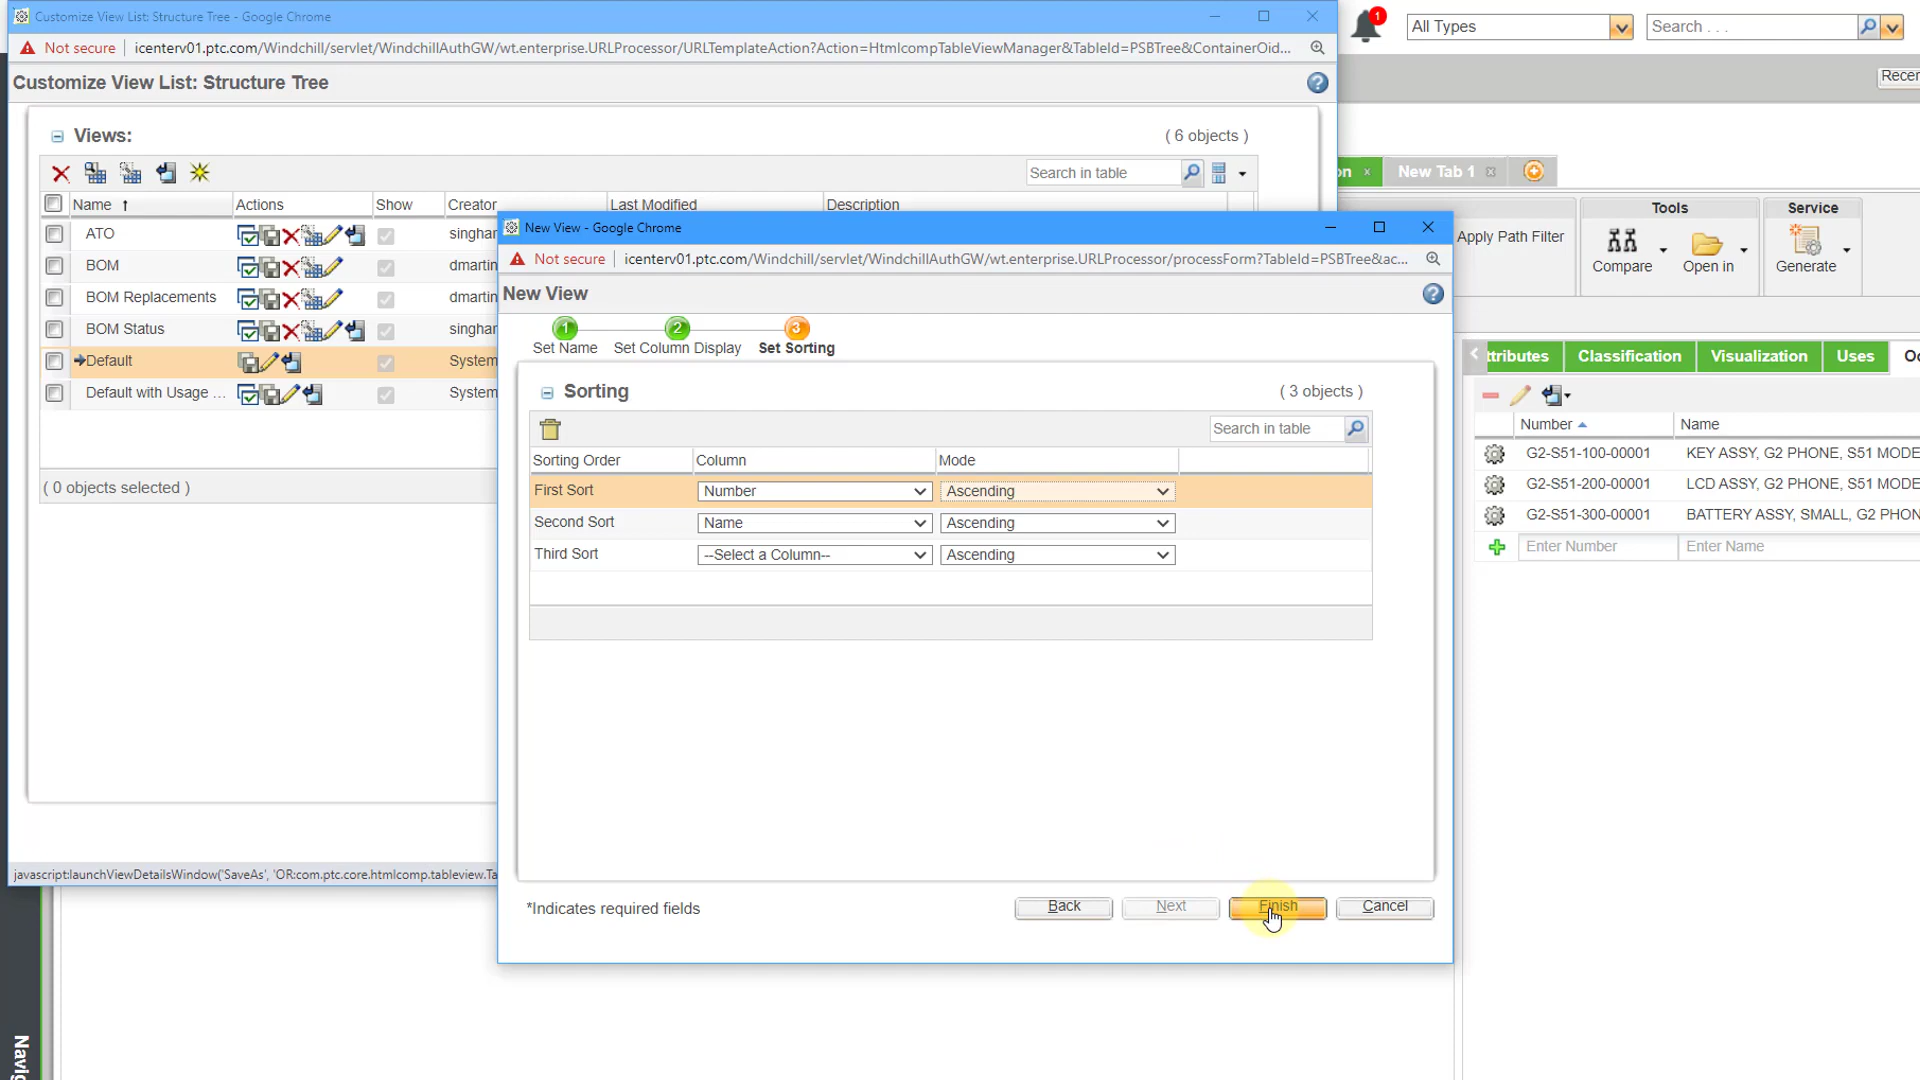 Customize View List: Structure Tree - Google Chrome
Not secure icenterv01.ptc.com/Windchill/servlet/WindchillAuthGW/wt.enterprise.URLProcessor/URLTemplateAction?Action=HtmlcompTableViewManager&TableId=PSBTree&ContainerOid...
Customize View List: Structure Tree
Views: ( 6 objects )
Search in table
Name Actions Show Creator Last Modified Description
ATO singhar
BOM dmartin
BOM Replacements dmartin
BOM Status singhar
Default System
Default with Usage ... System
( 0 objects selected )
javascript:launchViewDetailsWindow('SaveAs', 'OR:com.ptc.core.htmlcomp.tableview.Ta
New View - Google Chrome
Not secure icenterv01.ptc.com/Windchill/servlet/WindchillAuthGW/wt.enterprise.URLProcessor/processForm?TableId=PSBTree&ac...
New View
1 2 3
Set Name Set Column Display Set Sorting
Sorting ( 3 objects )
Search in table
Sorting Order Column Mode
First Sort Number Ascending
Second Sort Name Ascending
Third Sort --Select a Column-- Ascending
*Indicates required fields
Back Next Finish Cancel
1 All Types Search . . .
Recen
on New Tab 1
Tools Service
Apply Path Filter
Compare Open in Generate
ttributes Classification Visualization Uses Oc
Number Name
G2-S51-100-00001 KEY ASSY, G2 PHONE, S51 MODE
G2-S51-200-00001 LCD ASSY, G2 PHONE, S51 MODE
G2-S51-300-00001 BATTERY ASSY, SMALL, G2 PHON
Enter Number Enter Name
Navig